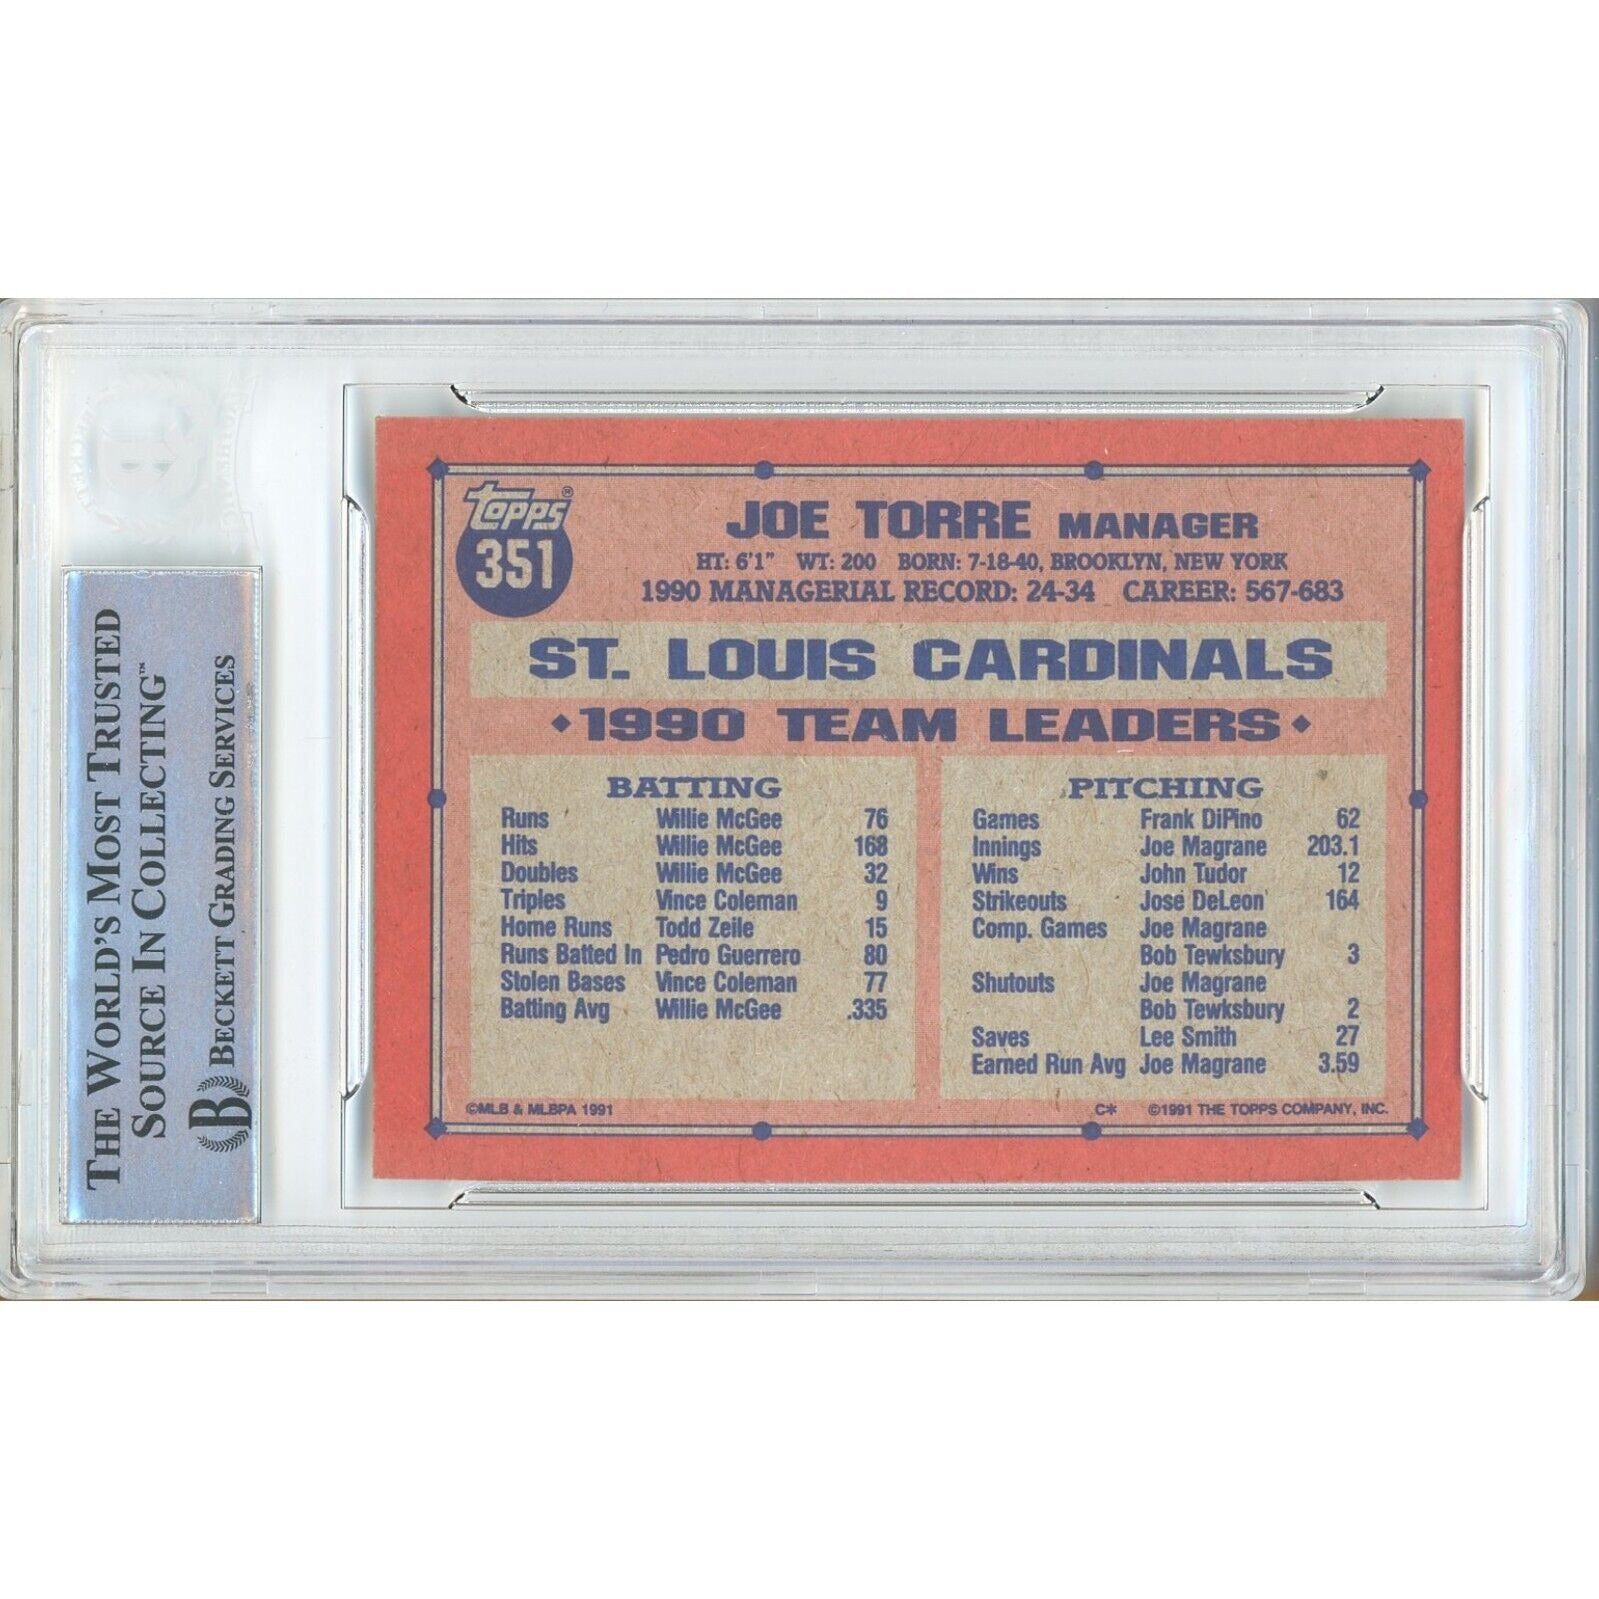 THE WORLD'S MOST TRUSTED
SOURCE IN COLLECTING™
B BECKETT GRADING SERVICES
topps®
351
JOE TORRE MANAGER
HT: 6'1" WT: 200 BORN: 7-18-40, BROOKLYN, NEW YORK
1990 MANAGERIAL RECORD: 24-34 CAREER: 567-683
ST. LOUIS CARDINALS
◆1990 TEAM LEADERS◆
BATTING
Runs Willie McGee 76
Hits Willie McGee 168
Doubles Willie McGee 32
Triples Vince Coleman 9
Home Runs Todd Zeile 15
Runs Batted In Pedro Guerrero 80
Stolen Bases Vince Coleman 77
Batting Avg Willie McGee .335
PITCHING
Games Frank DiPino 62
Innings Joe Magrane 203.1
Wins John Tudor 12
Strikeouts Jose DeLeon 164
Comp. Games Joe Magrane
Bob Tewksbury 3
Shutouts Joe Magrane
Bob Tewksbury 2
Saves Lee Smith 27
Earned Run Avg Joe Magrane 3.59
©MLB & MLBPA 1991 C* ©1991 THE TOPPS COMPANY, INC.